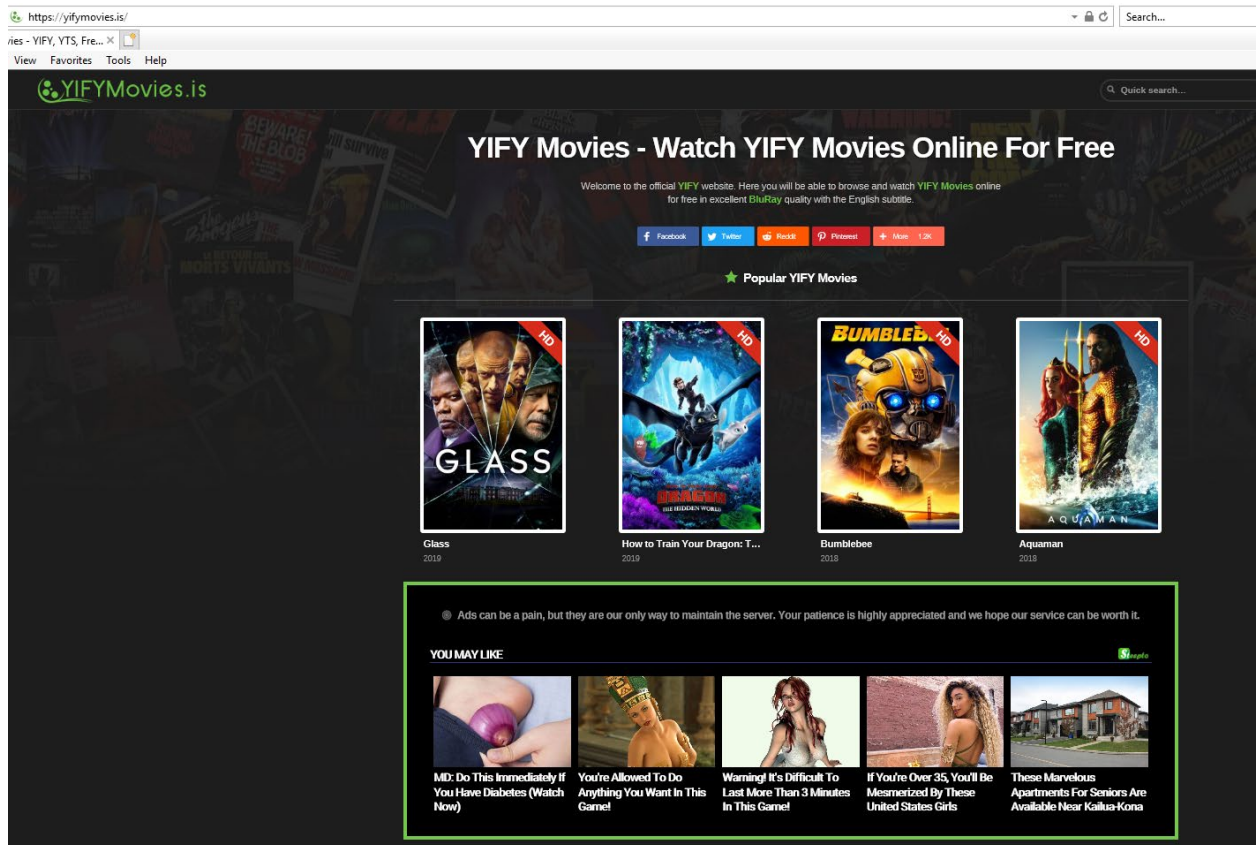 https://yifymovies.is/
Search...
vies - YIFY, YTS, Fre...
View Favorites Tools Help
YIFYMovies.is
Quick search...
YIFY Movies - Watch YIFY Movies Online For Free
Welcome to the official YIFY website. Here you will be able to browse and watch YIFY Movies online
for free in excellent BluRay quality with the English subtitle.
Facebook Twitter Reddit Pinterest More 1.2K
Popular YIFY Movies
HD HD HD HD
GLASS
DRAGON
THE HIDDEN WORLD
BUMBLEB
AQUAMAN
Glass
2019
How to Train Your Dragon: T...
2019
Bumblebee
2018
Aquaman
2018
Ads can be a pain, but they are our only way to maintain the server. Your patience is highly appreciated and we hope our service can be worth it.
YOU MAY LIKE
MD: Do This Immediately If
You Have Diabetes (Watch
Now)
You're Allowed To Do
Anything You Want In This
Game!
Warning! It's Difficult To
Last More Than 3 Minutes
In This Game!
If You're Over 35, You'll Be
Mesmerized By These
United States Girls
These Marvelous
Apartments For Seniors Are
Available Near Kailua-Kona